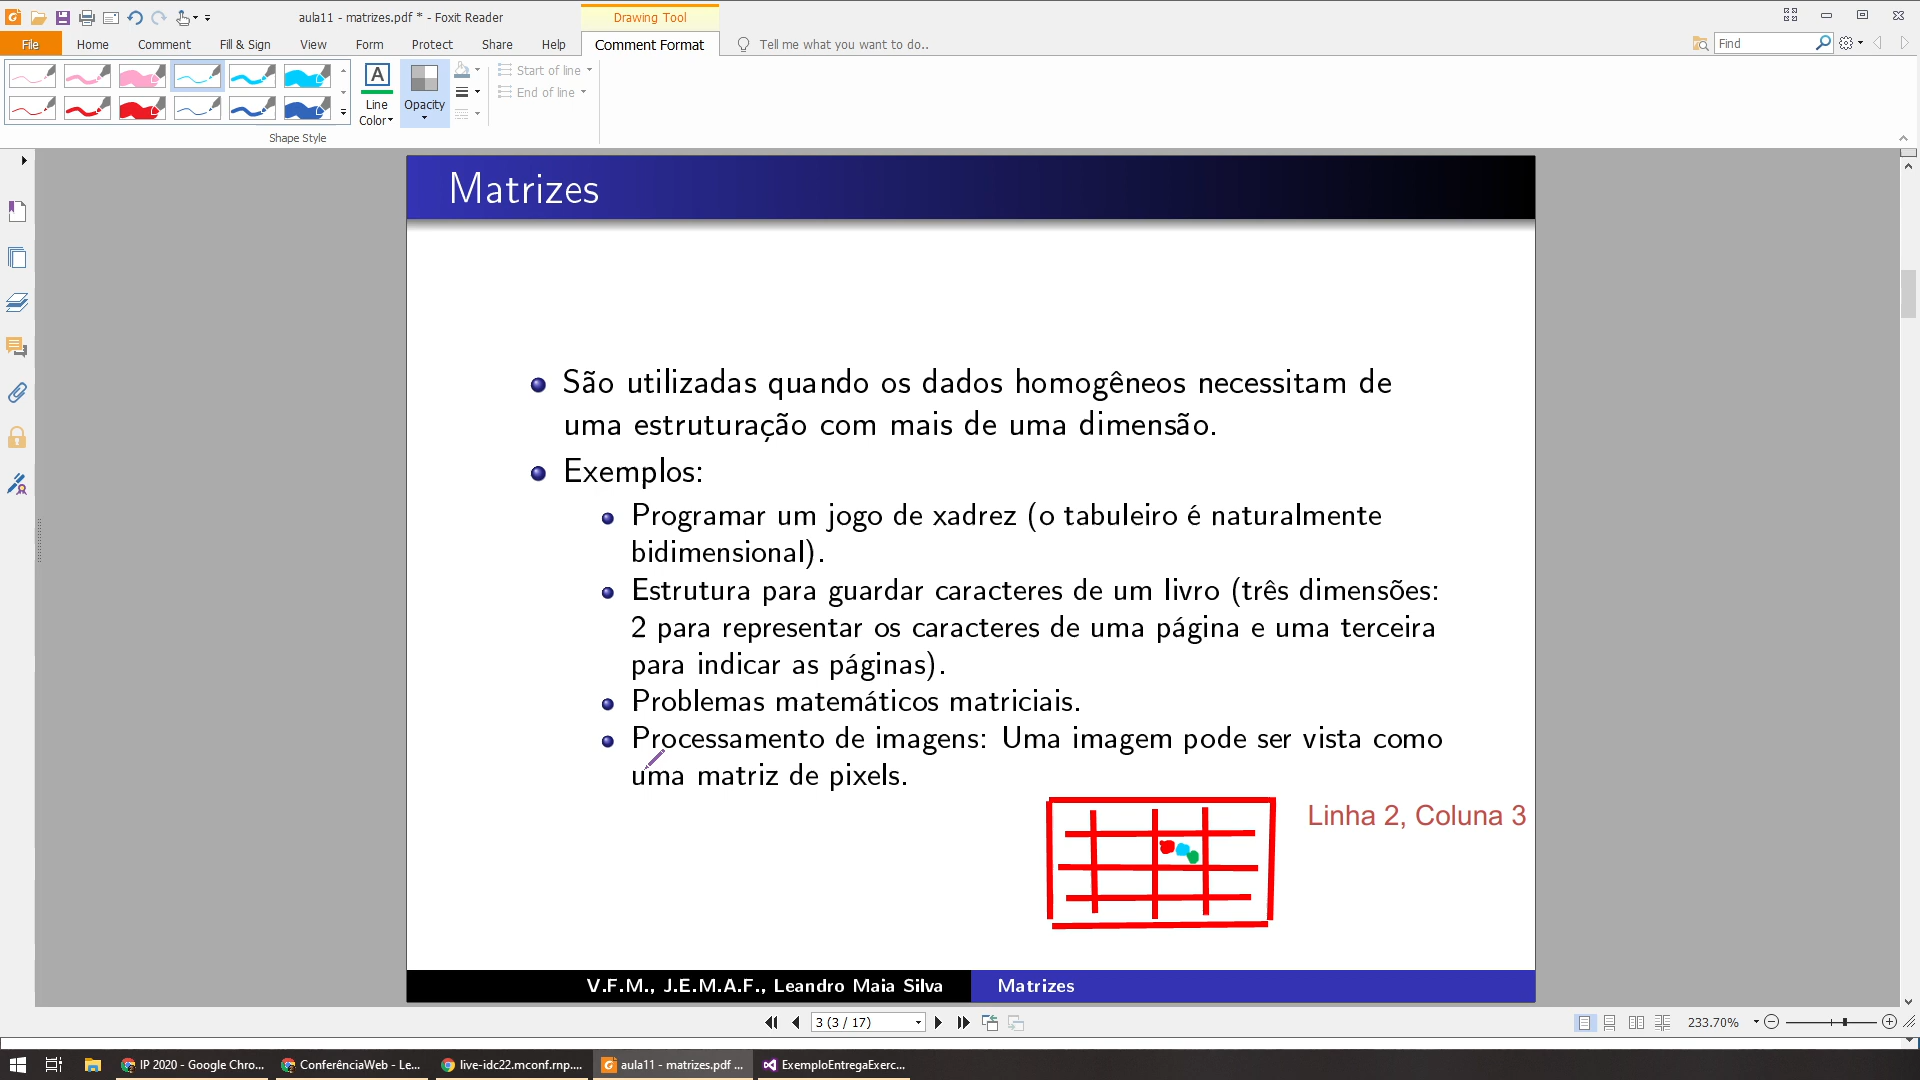 aula11 - matrizes.pdf * - Foxit Reader
Drawing Tool
File
Home
Comment
Fill & Sign
View
Form
Protect
Share
Help
Comment Format
Tell me what you want to do..
Find
Line
Color
Opacity
Start of line
End of line
Shape Style
Matrizes
São utilizadas quando os dados homogêneos necessitam de
uma estruturação com mais de uma dimensão.
Exemplos:
Programar um jogo de xadrez (o tabuleiro é naturalmente
bidimensional).
Estrutura para guardar caracteres de um livro (três dimensões:
2 para representar os caracteres de uma página e uma terceira
para indicar as páginas).
Problemas matemáticos matriciais.
Processamento de imagens: Uma imagem pode ser vista como
uma matriz de pixels.
Linha 2, Coluna 3
V.F.M., J.E.M.A.F., Leandro Maia Silva
Matrizes
3 (3 / 17)
233.70%
IP 2020 - Google Chro...
ConferênciaWeb - Le...
live-idc22.mconf.rnp....
aula11 - matrizes.pdf ...
ExemploEntregaExerc...